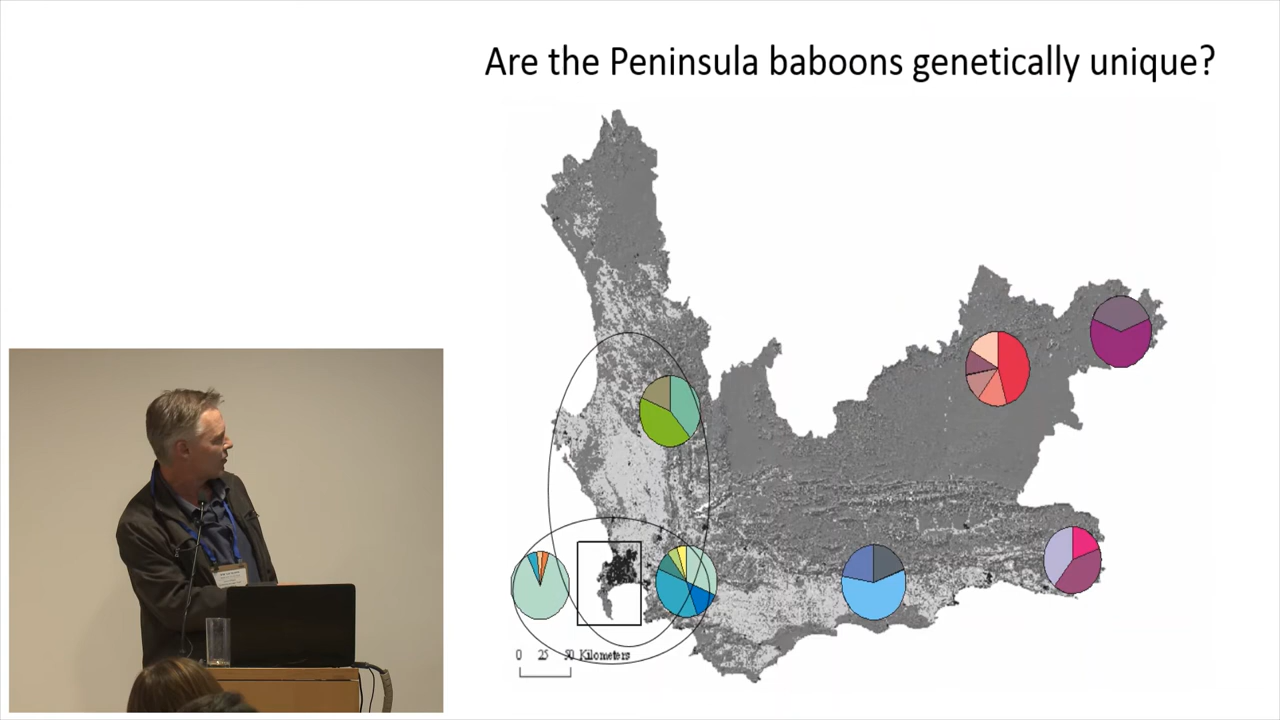 Are the Peninsula baboons genetically unique?
0 25 50 Kilometers